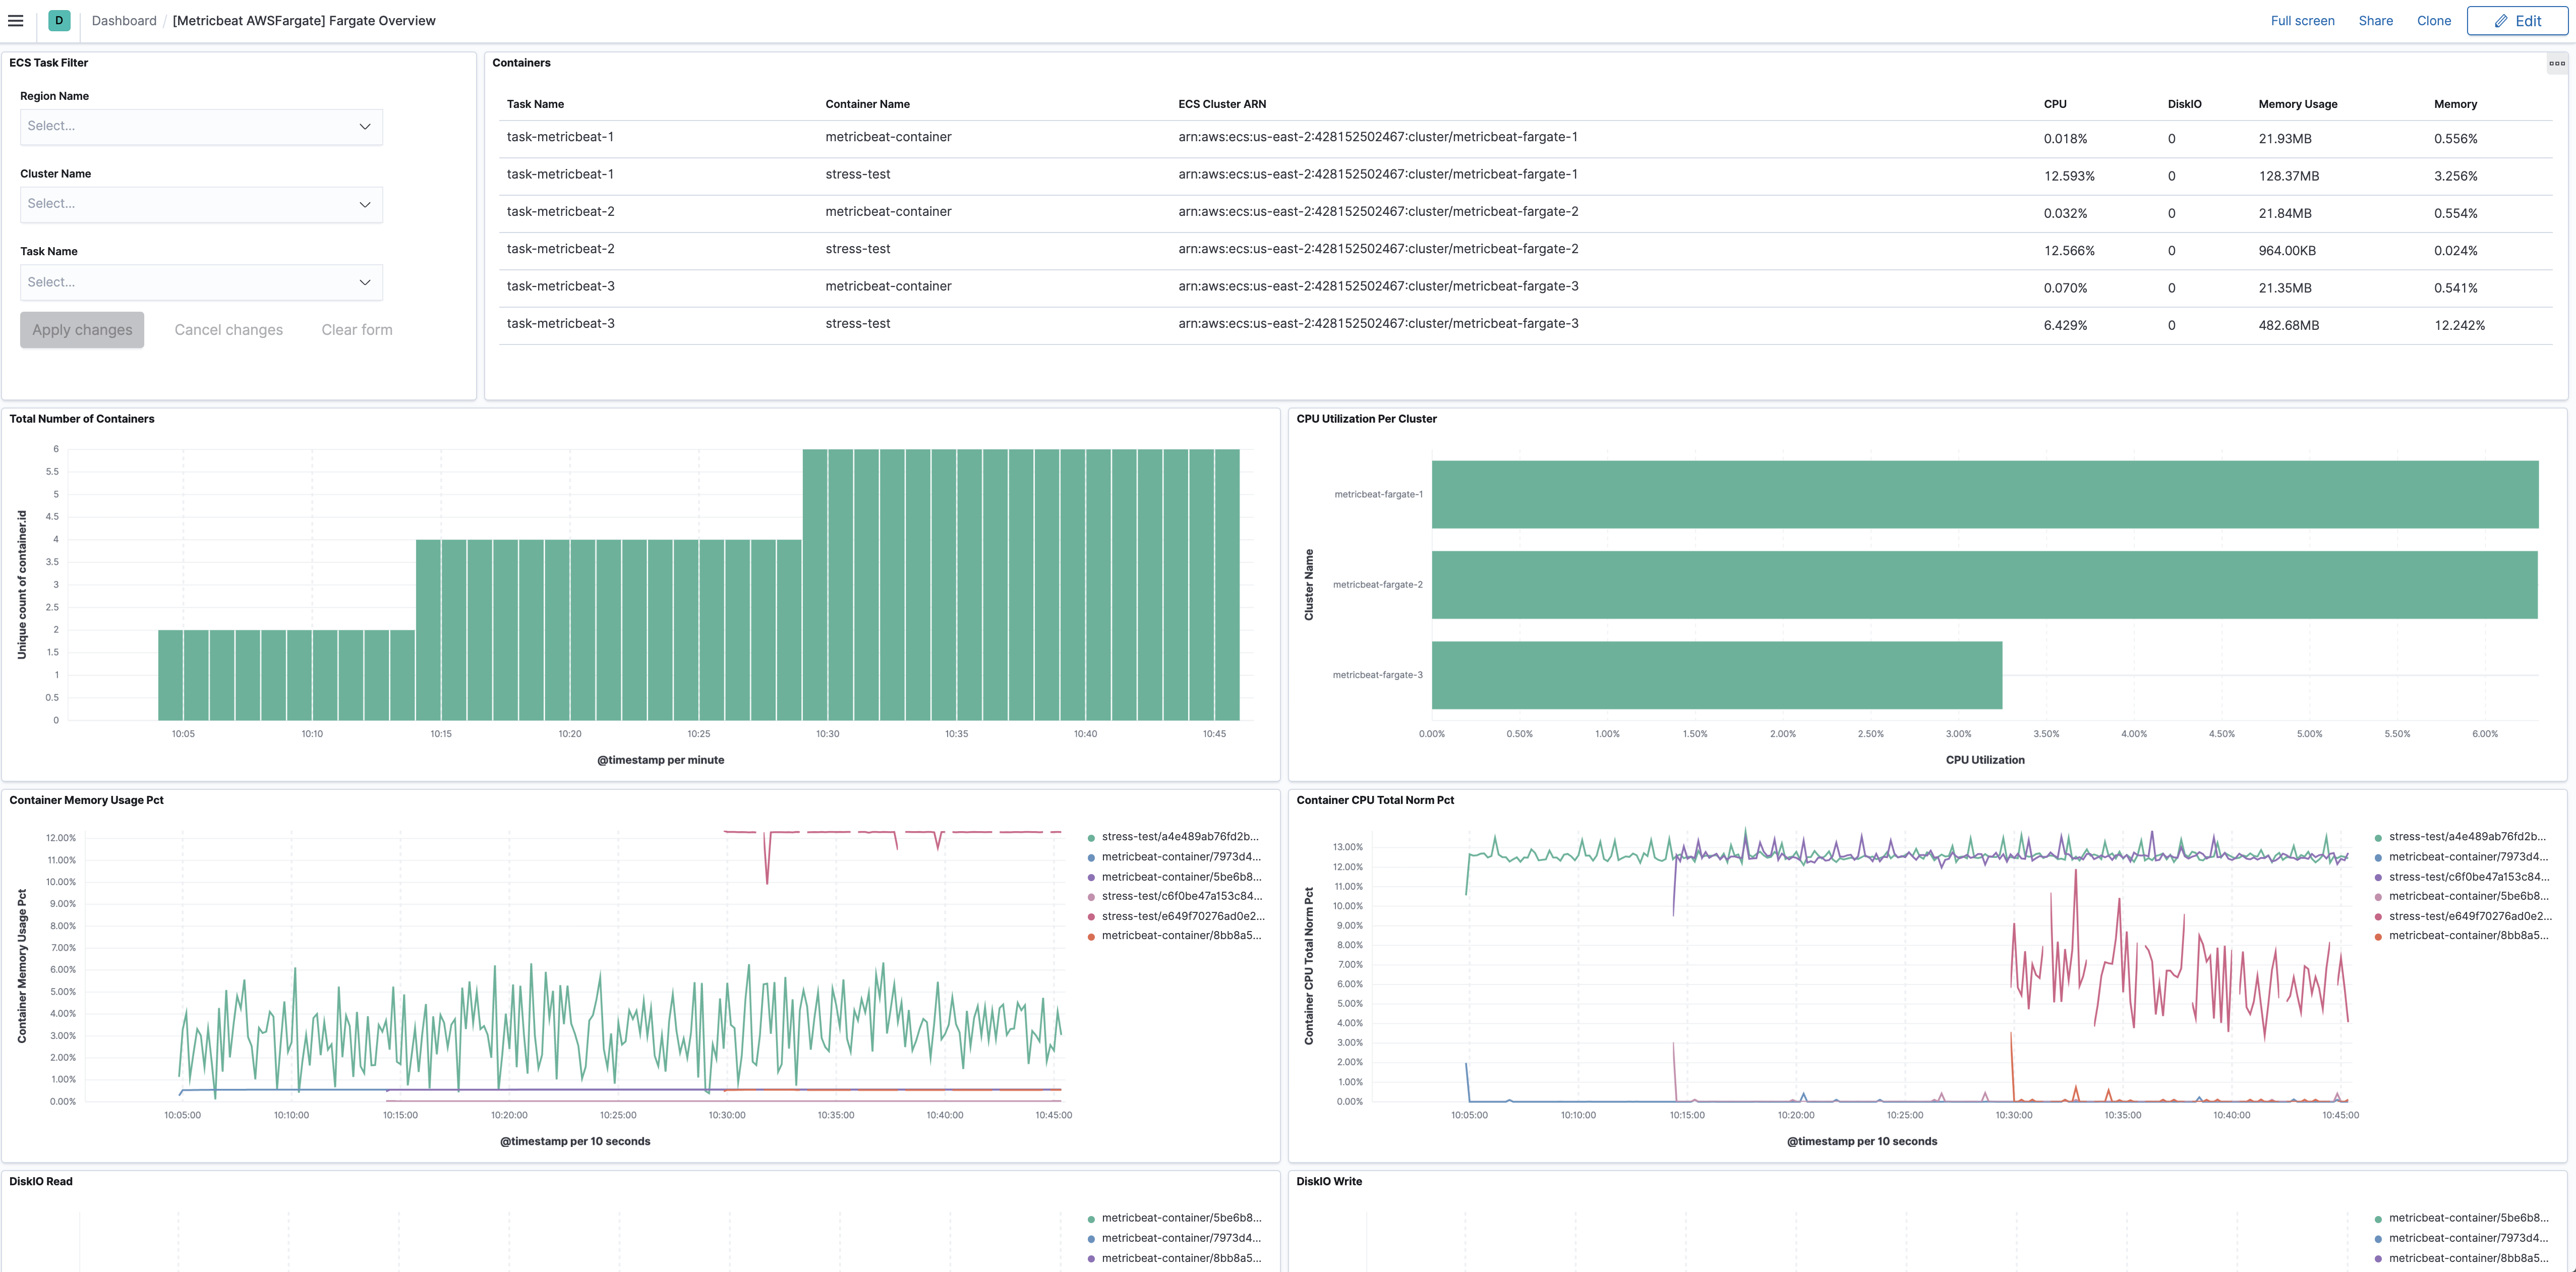 D Dashboard / [Metricbeat AWSFargate] Fargate Overview Full screen Share Clone Edit
ECS Task Filter
Region Name
Select...
Cluster Name
Select...
Task Name
Select...
Apply changes Cancel changes Clear form
Containers
Task Name Container Name ECS Cluster ARN CPU DiskIO Memory Usage Memory
task-metricbeat-1 metricbeat-container arn:aws:ecs:us-east-2:428152502467:cluster/metricbeat-fargate-1 0.018% 0 21.93MB 0.556%
task-metricbeat-1 stress-test arn:aws:ecs:us-east-2:428152502467:cluster/metricbeat-fargate-1 12.593% 0 128.37MB 3.256%
task-metricbeat-2 metricbeat-container arn:aws:ecs:us-east-2:428152502467:cluster/metricbeat-fargate-2 0.032% 0 21.84MB 0.554%
task-metricbeat-2 stress-test arn:aws:ecs:us-east-2:428152502467:cluster/metricbeat-fargate-2 12.566% 0 964.00KB 0.024%
task-metricbeat-3 metricbeat-container arn:aws:ecs:us-east-2:428152502467:cluster/metricbeat-fargate-3 0.070% 0 21.35MB 0.541%
task-metricbeat-3 stress-test arn:aws:ecs:us-east-2:428152502467:cluster/metricbeat-fargate-3 6.429% 0 482.68MB 12.242%
Total Number of Containers
Unique count of container.id
6
5.5
5
4.5
4
3.5
3
2.5
2
1.5
1
0.5
0
10:05 10:10 10:15 10:20 10:25 10:30 10:35 10:40 10:45
@timestamp per minute
CPU Utilization Per Cluster
Cluster Name
metricbeat-fargate-1
metricbeat-fargate-2
metricbeat-fargate-3
0.00% 0.50% 1.00% 1.50% 2.00% 2.50% 3.00% 3.50% 4.00% 4.50% 5.00% 5.50% 6.00%
CPU Utilization
Container Memory Usage Pct
Container Memory Usage Pct
12.00%
11.00%
10.00%
9.00%
8.00%
7.00%
6.00%
5.00%
4.00%
3.00%
2.00%
1.00%
0.00%
10:05:00 10:10:00 10:15:00 10:20:00 10:25:00 10:30:00 10:35:00 10:40:00 10:45:00
@timestamp per 10 seconds
stress-test/a4e489ab76fd2b...
metricbeat-container/7973d4...
metricbeat-container/5be6b8...
stress-test/c6f0be47a153c84...
stress-test/e649f70276ad0e2...
metricbeat-container/8bb8a5...
Container CPU Total Norm Pct
Container CPU Total Norm Pct
13.00%
12.00%
11.00%
10.00%
9.00%
8.00%
7.00%
6.00%
5.00%
4.00%
3.00%
2.00%
1.00%
0.00%
10:05:00 10:10:00 10:15:00 10:20:00 10:25:00 10:30:00 10:35:00 10:40:00 10:45:00
@timestamp per 10 seconds
stress-test/a4e489ab76fd2b...
metricbeat-container/7973d4...
stress-test/c6f0be47a153c84...
metricbeat-container/5be6b8...
stress-test/e649f70276ad0e2...
metricbeat-container/8bb8a5...
DiskIO Read
metricbeat-container/5be6b8...
metricbeat-container/7973d4...
metricbeat-container/8bb8a5...
DiskIO Write
metricbeat-container/5be6b8...
metricbeat-container/7973d4...
metricbeat-container/8bb8a5...